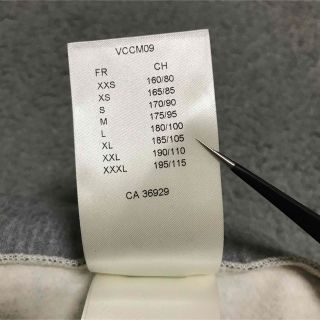 VCCM09
FR CH
XXS 160/80
XS 165/85
S 170/90
M 175/95
L 180/100
XL 185/105
XXL 190/110
XXXL 195/115
CA 36929